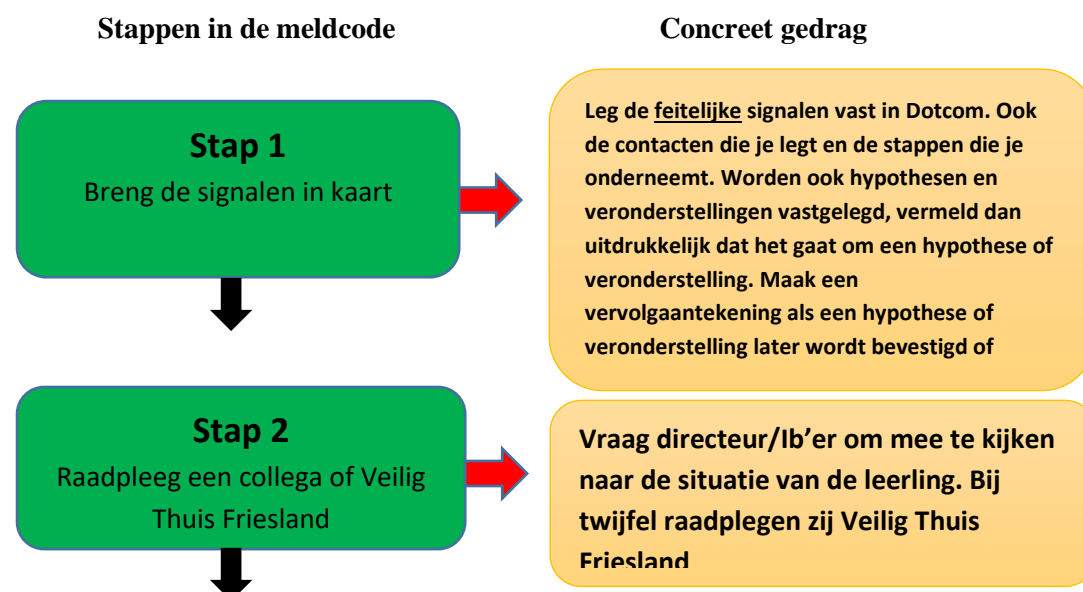 Stappen in de meldcode
Concreet gedrag
Stap 1
Breng de signalen in kaart
Leg de feitelijke signalen vast in Dotcom. Ook
de contacten die je legt en de stappen die je
onderneemt. Worden ook hypothesen en
veronderstellingen vastgelegd, vermeld dan
uitdrukkelijk dat het gaat om een hypothese of
veronderstelling. Maak een
vervolgaantekening als een hypothese of
veronderstelling later wordt bevestigd of
Stap 2
Raadpleeg een collega of Veilig
Thuis Friesland
Vraag directeur/Ib’er om mee te kijken
naar de situatie van de leerling. Bij
twijfel raadplegen zij Veilig Thuis
Friesland